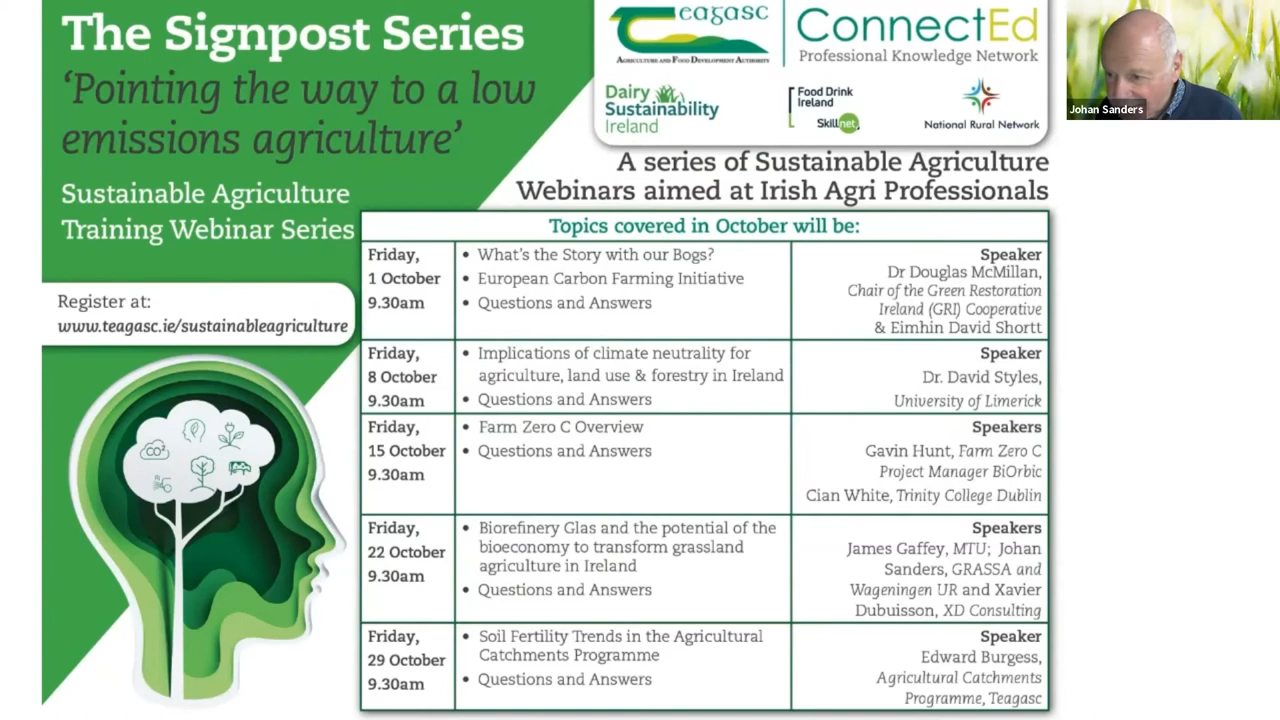 The Signpost Series
‘Pointing the way to a low
emissions agriculture’
Sustainable Agriculture
Training Webinar Series
Register at:
www.teagasc.ie/sustainableagriculture
CO2
Teagasc
Agriculture and Food Development Authority
ConnectEd
Professional Knowledge Network
Dairy
Sustainability
Ireland
Food Drink
Ireland
Skillnet
National Rural Network
Johan Sanders
A series of Sustainable Agriculture
Webinars aimed at Irish Agri Professionals
Topics covered in October will be:
Friday,
1 October
9.30am
• What’s the Story with our Bogs?
• European Carbon Farming Initiative
• Questions and Answers
Speaker
Dr Douglas McMillan,
Chair of the Green Restoration
Ireland (GRI) Cooperative
& Eimhin David Shortt
Friday,
8 October
9.30am
• Implications of climate neutrality for
agriculture, land use & forestry in Ireland
• Questions and Answers
Speaker
Dr. David Styles,
University of Limerick
Friday,
15 October
9.30am
• Farm Zero C Overview
• Questions and Answers
Speakers
Gavin Hunt, Farm Zero C
Project Manager BiOrbic
Cian White, Trinity College Dublin
Friday,
22 October
9.30am
• Biorefinery Glas and the potential of the
bioeconomy to transform grassland
agriculture in Ireland
• Questions and Answers
Speakers
James Gaffey, MTU; Johan
Sanders, GRASSA and
Wageningen UR and Xavier
Dubuisson, XD Consulting
Friday,
29 October
9.30am
• Soil Fertility Trends in the Agricultural
Catchments Programme
• Questions and Answers
Speaker
Edward Burgess,
Agricultural Catchments
Programme, Teagasc